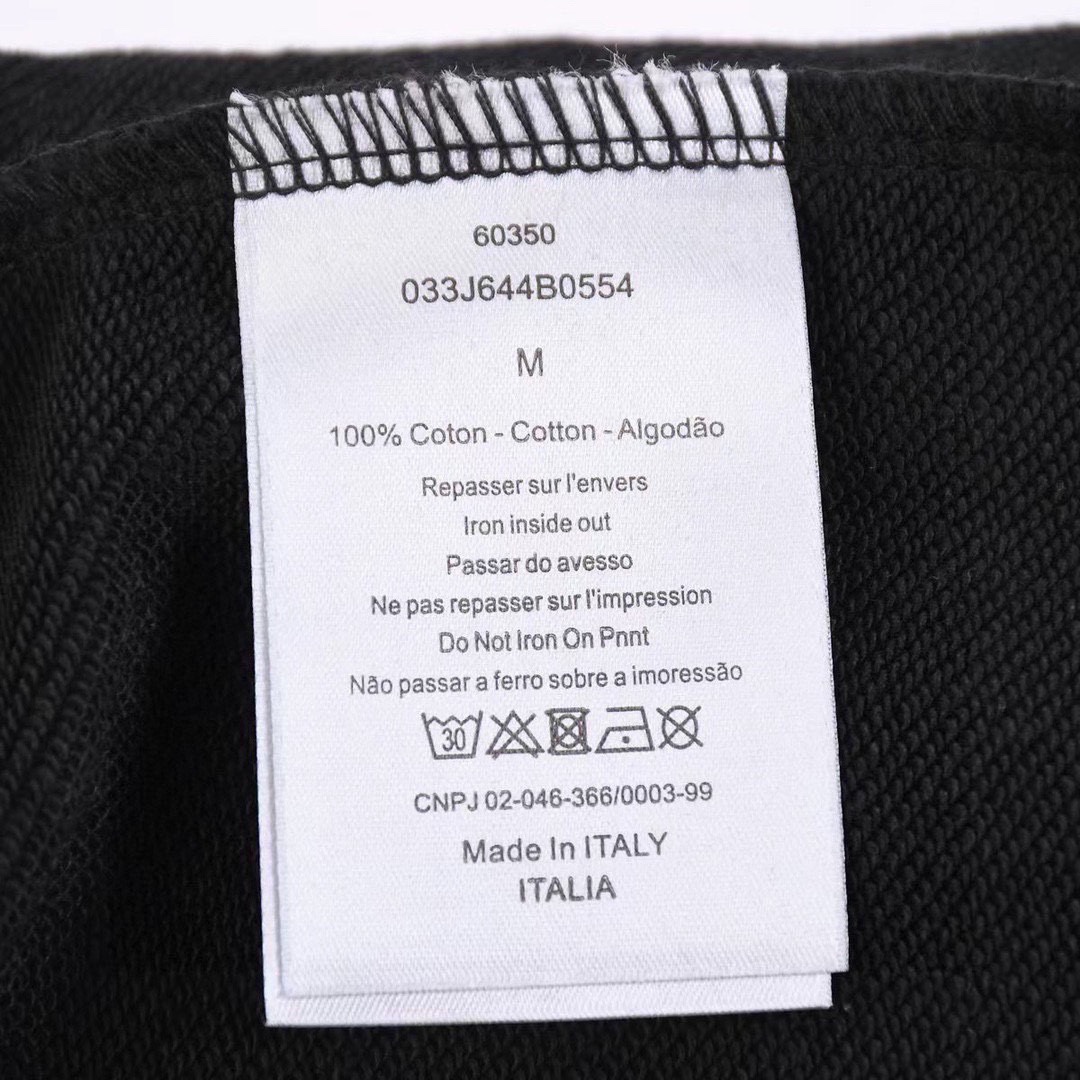 60350
033J644B0554
M
100% Coton - Cotton - Algodão
Repasser sur l'envers
Iron inside out
Passar do avesso
Ne pas repasser sur l'impression
Do Not Iron On Pnnt
Não passar a ferro sobre a imoressão
30
CNPJ 02-046-366/0003-99
Made In ITALY
ITALIA